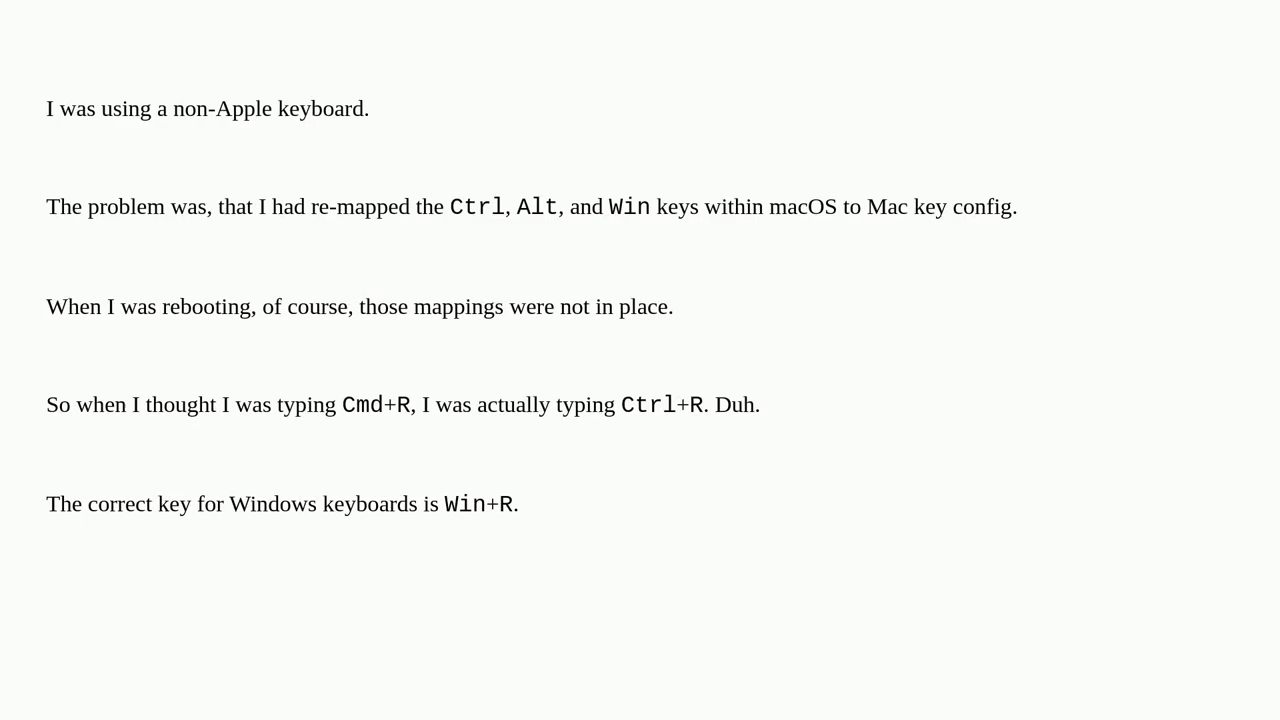 I was using a non-Apple keyboard.
The problem was, that I had re-mapped the Ctrl, Alt, and Win keys within macOS to Mac key config.
When I was rebooting, of course, those mappings were not in place.
So when I thought I was typing Cmd+R, I was actually typing Ctrl+R. Duh.
The correct key for Windows keyboards is Win+R.